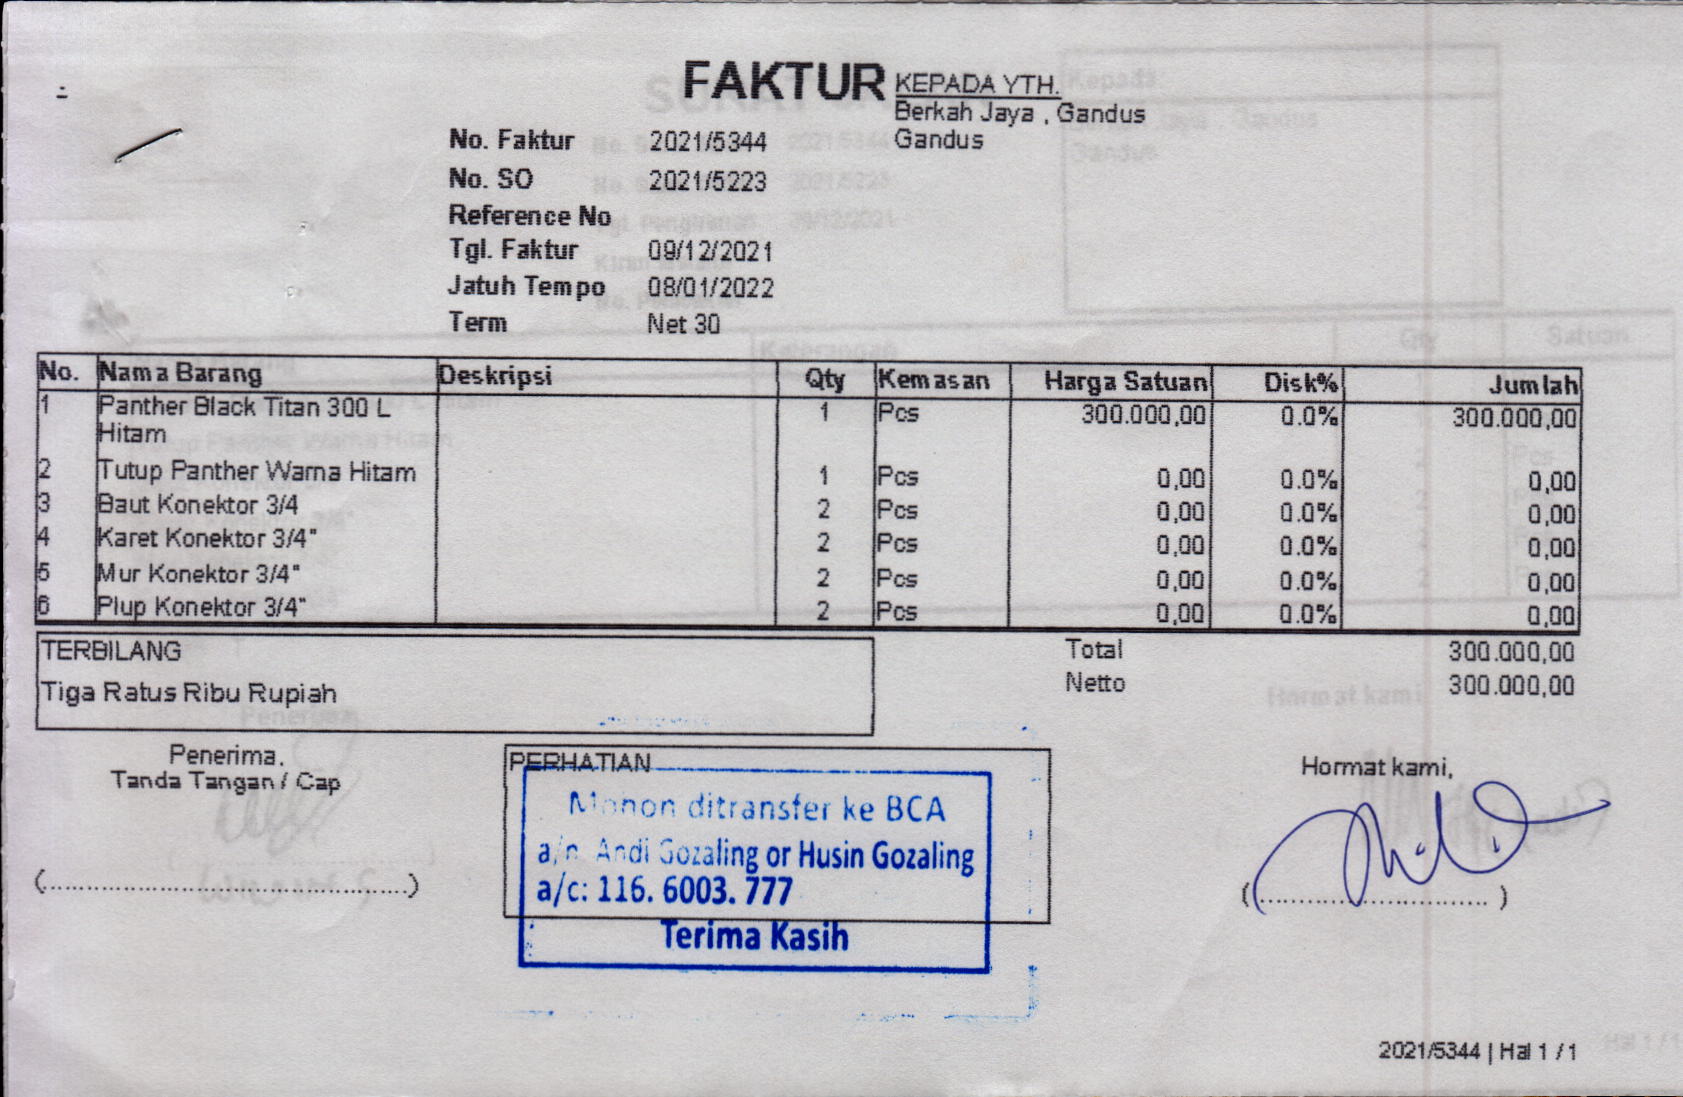 FAKTUR
KEPADA YTH.
Berkah Jaya , Gandus
Gandus
No. Faktur 2021/5344
No. SO 2021/5223
Reference No
Tgl. Faktur 09/12/2021
Jatuh Tempo 08/01/2022
Term Net 30
No. Nama Barang Deskripsi Qty Kemasan Harga Satuan Disk% Jumlah
1 Panther Black Titan 300 L 1 Pcs 300.000,00 0.0% 300.000,00
Hitam
2 Tutup Panther Warna Hitam 1 Pcs 0,00 0.0% 0,00
3 Baut Konektor 3/4 2 Pcs 0,00 0.0% 0,00
4 Karet Konektor 3/4" 2 Pcs 0,00 0.0% 0,00
5 Mur Konektor 3/4" 2 Pcs 0,00 0.0% 0,00
6 Plup Konektor 3/4" 2 Pcs 0,00 0.0% 0,00
TERBILANG
Tiga Ratus Ribu Rupiah
Total 300.000,00
Netto 300.000,00
Penerima.
Tanda Tangan / Cap
(..........................................)
PERHATIAN
Mohon ditransfer ke BCA
a/n. Andi Gozaling or Husin Gozaling
a/c: 116. 6003. 777
Terima Kasih
Hormat kami,
(.............................. )
2021/5344 | Hal 1 / 1